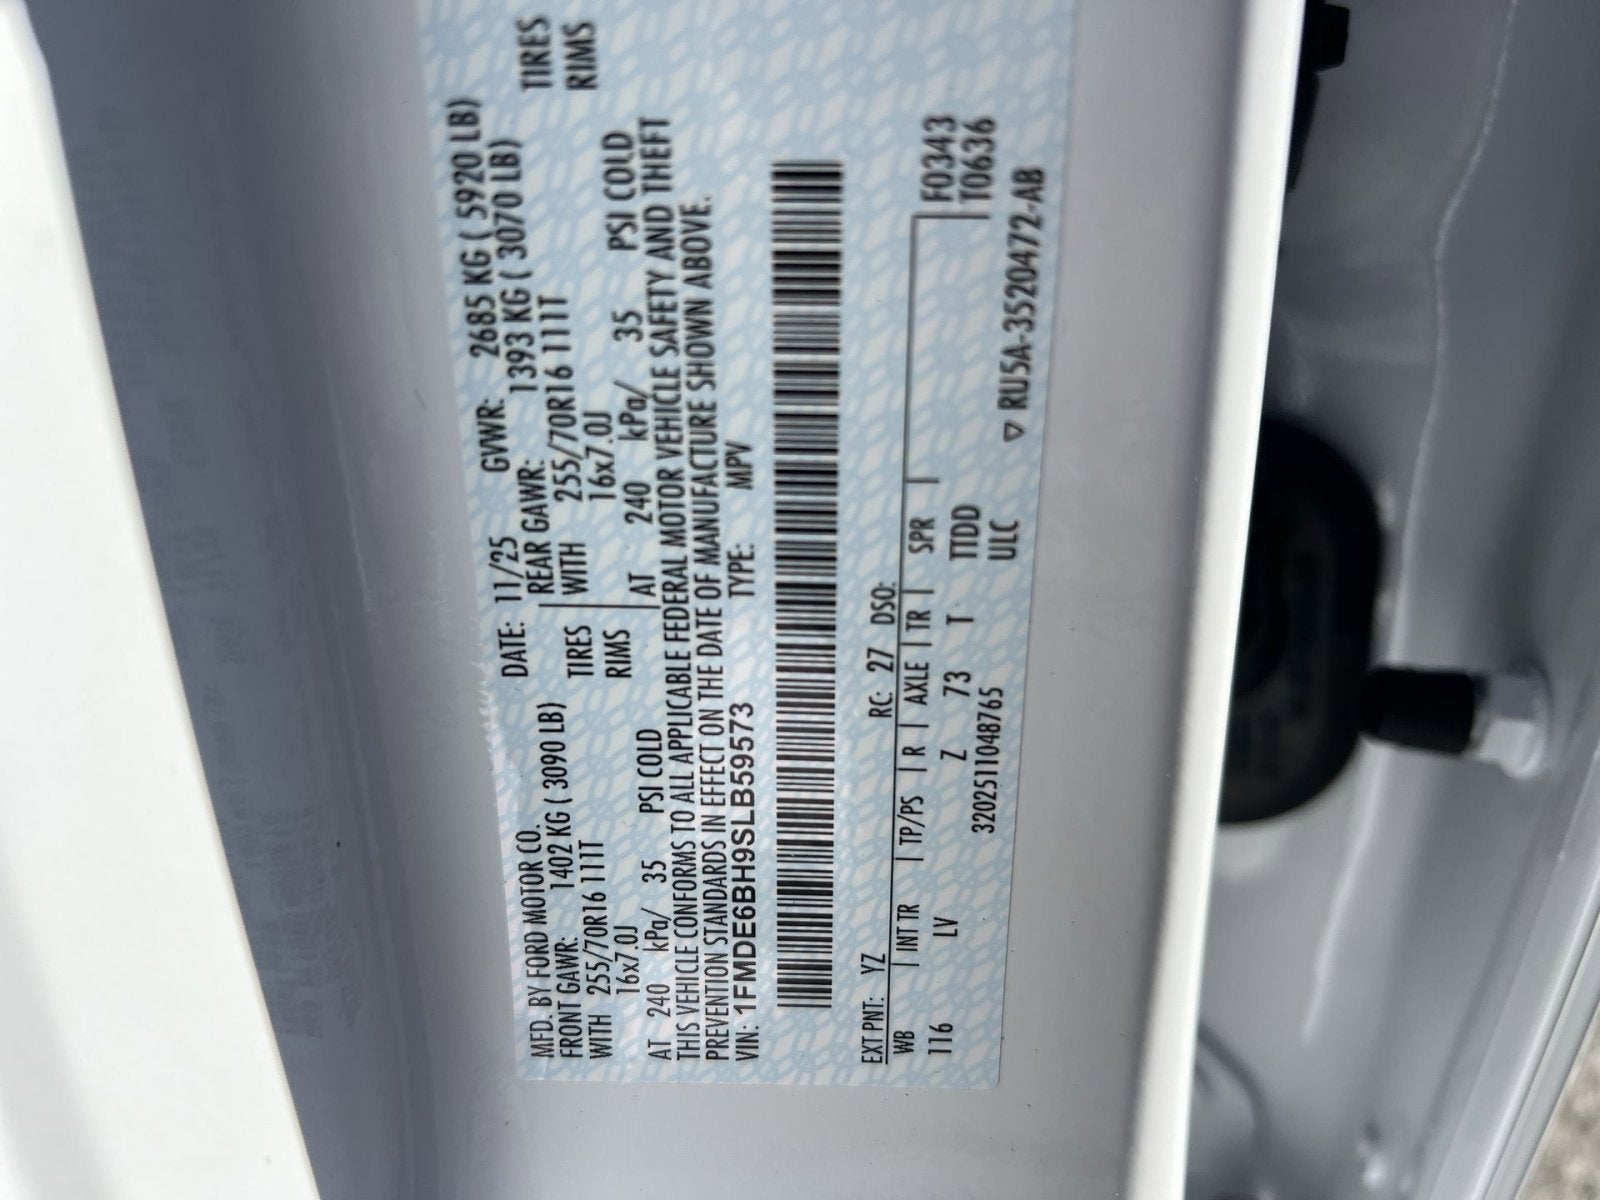 MFD. BY FORD MOTOR CO. DATE: 11/25 GVWR: 2685 KG ( 5920 LB)
FRONT GAWR: 1402 KG ( 3090 LB) REAR GAWR: 1393 KG ( 3070 LB)
WITH 255/70R16 111T TIRES WITH 255/70R16 111T TIRES
16x7.0J RIMS 16x7.0J RIMS
AT 240 kPa/ 35 PSI COLD AT 240 kPa/ 35 PSI COLD
THIS VEHICLE CONFORMS TO ALL APPLICABLE FEDERAL MOTOR VEHICLE SAFETY AND THEFT
PREVENTION STANDARDS IN EFFECT ON THE DATE OF MANUFACTURE SHOWN ABOVE.
VIN: 1FMDE6BH9SLB59573 TYPE: MPV
EXT PNT: YZ RC: 27 DSO:
WB | INT TR | TP/PS | R | AXLE | TR | SPR | F0343
116 LV Z 73 T TTDD T0636
3202511048765 ULC ▽ RU5A-3520472-AB